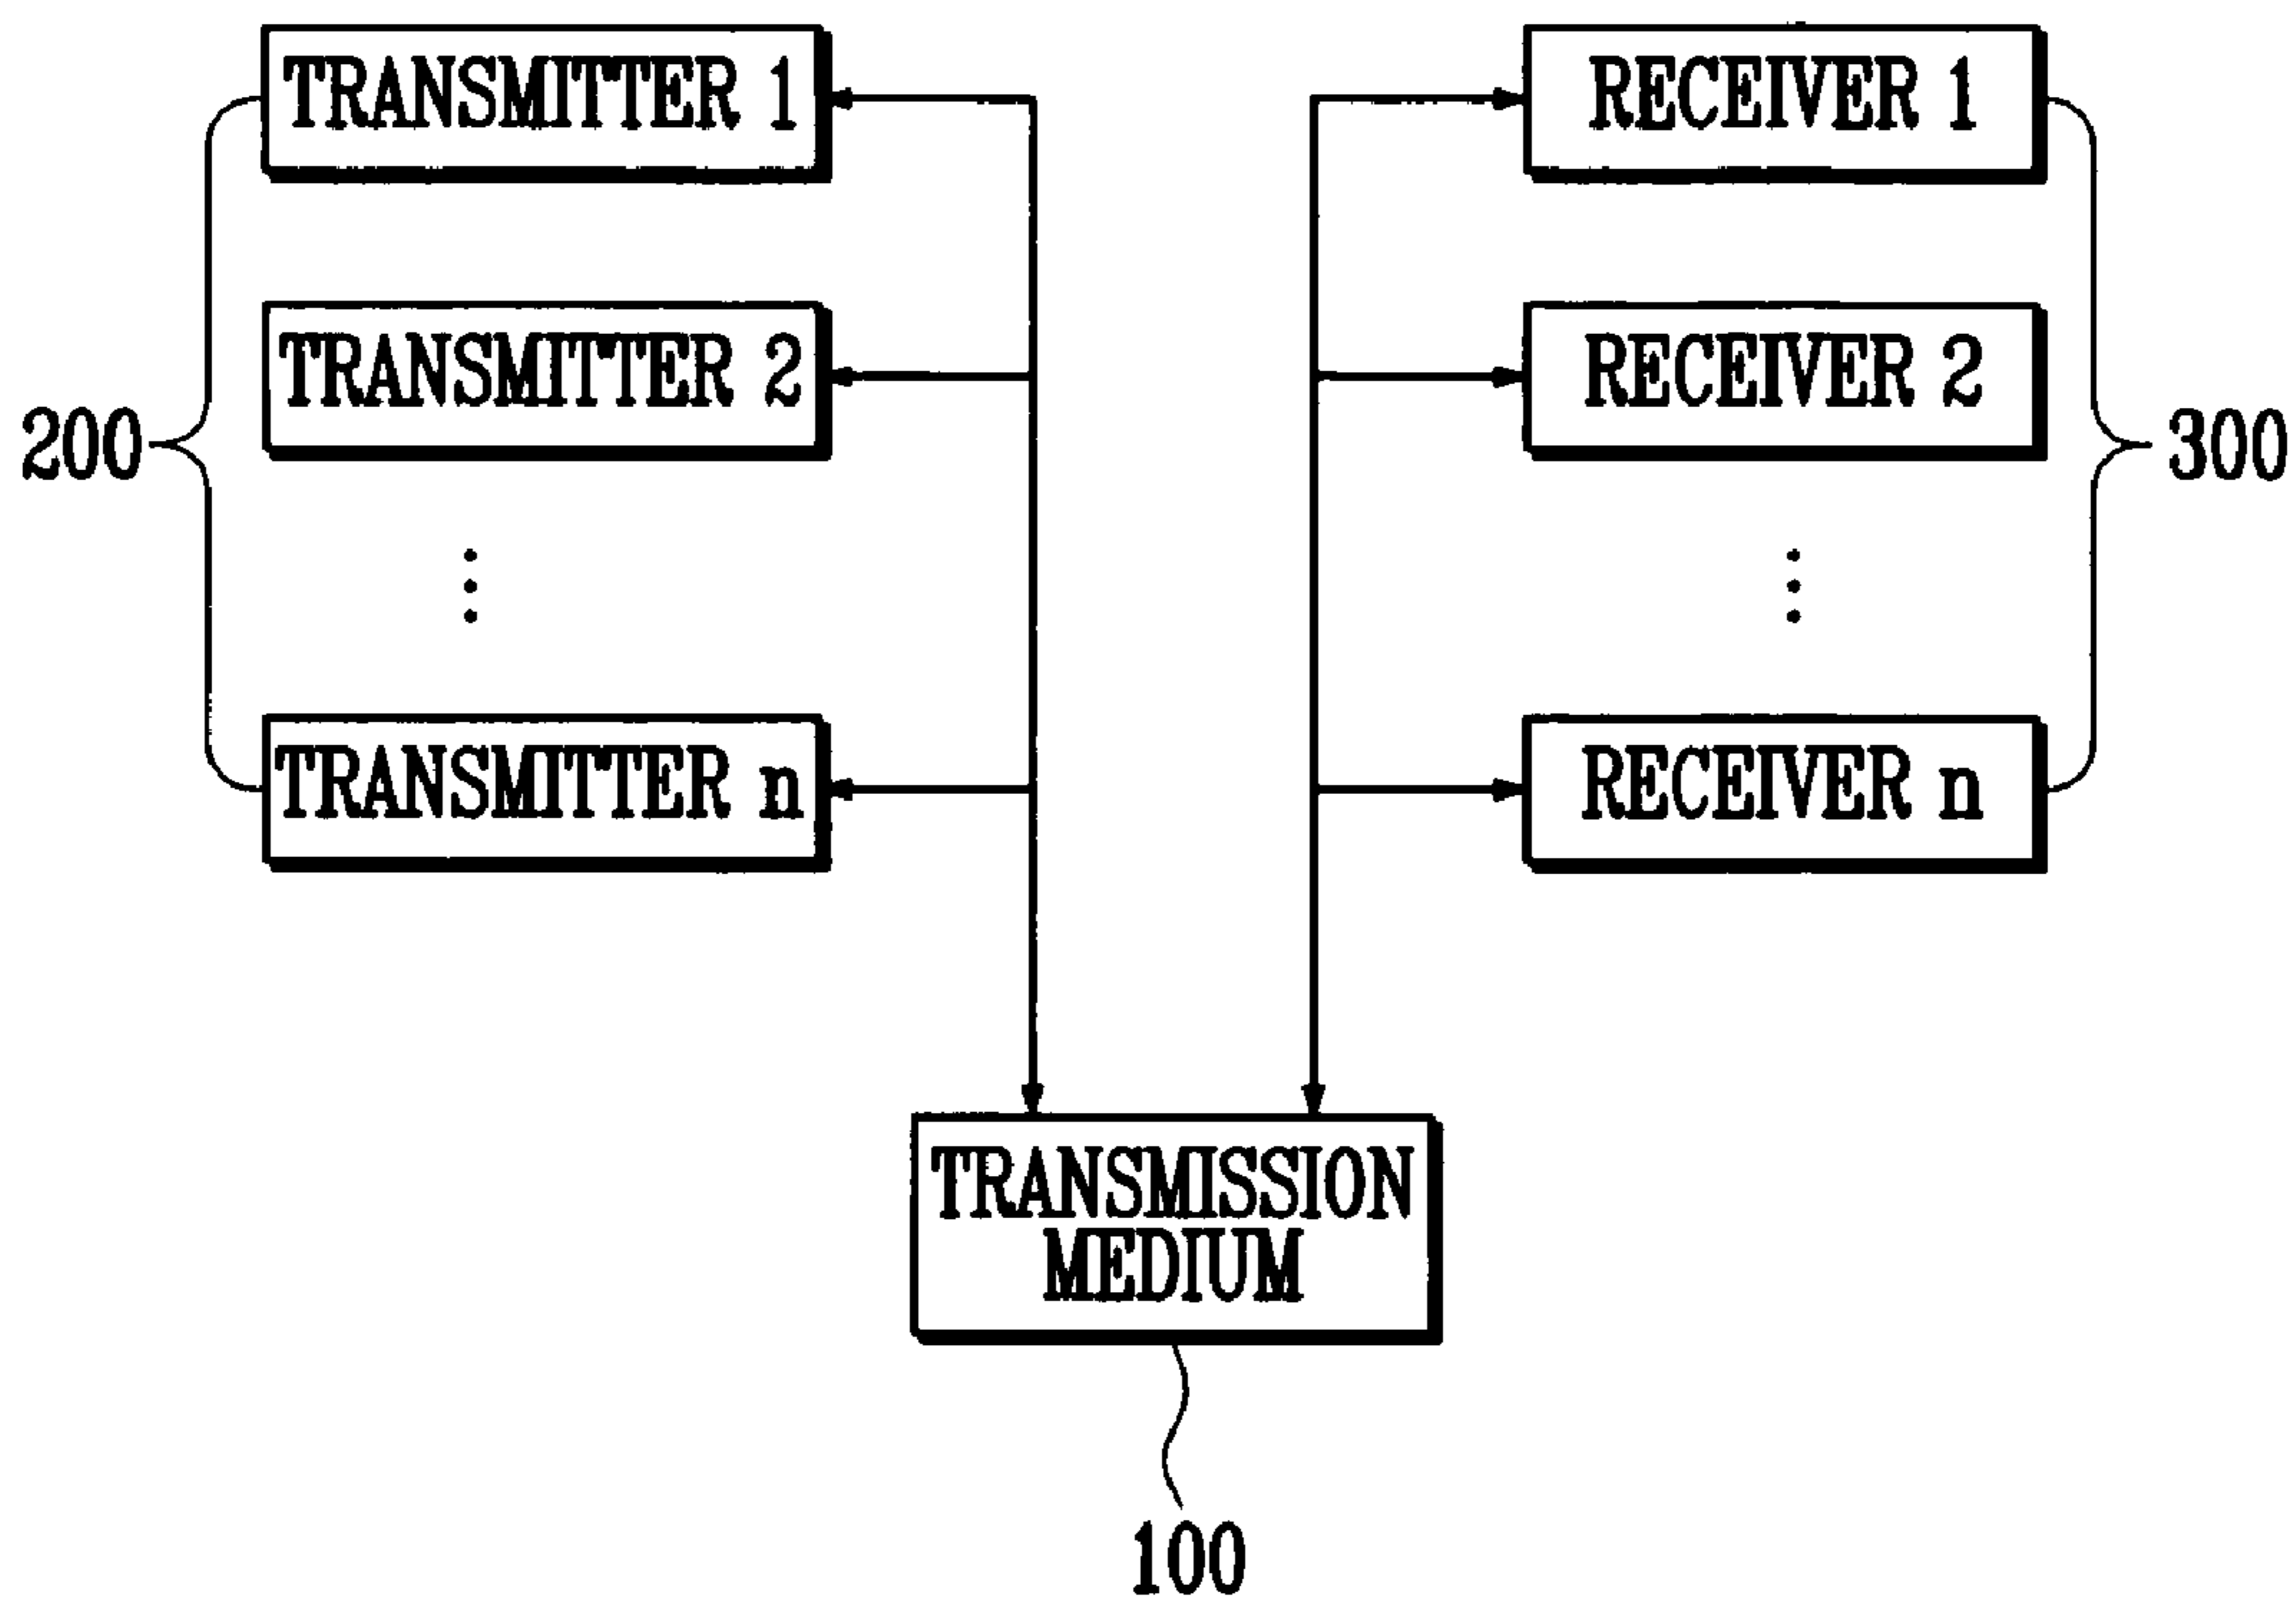 TRANSMITTER 1
RECEIVER 1
TRANSMITTER 2
RECEIVER 2
200
300
TRANSMITTER n
RECEIVER n
TRANSMISSION
MEDIUM
100